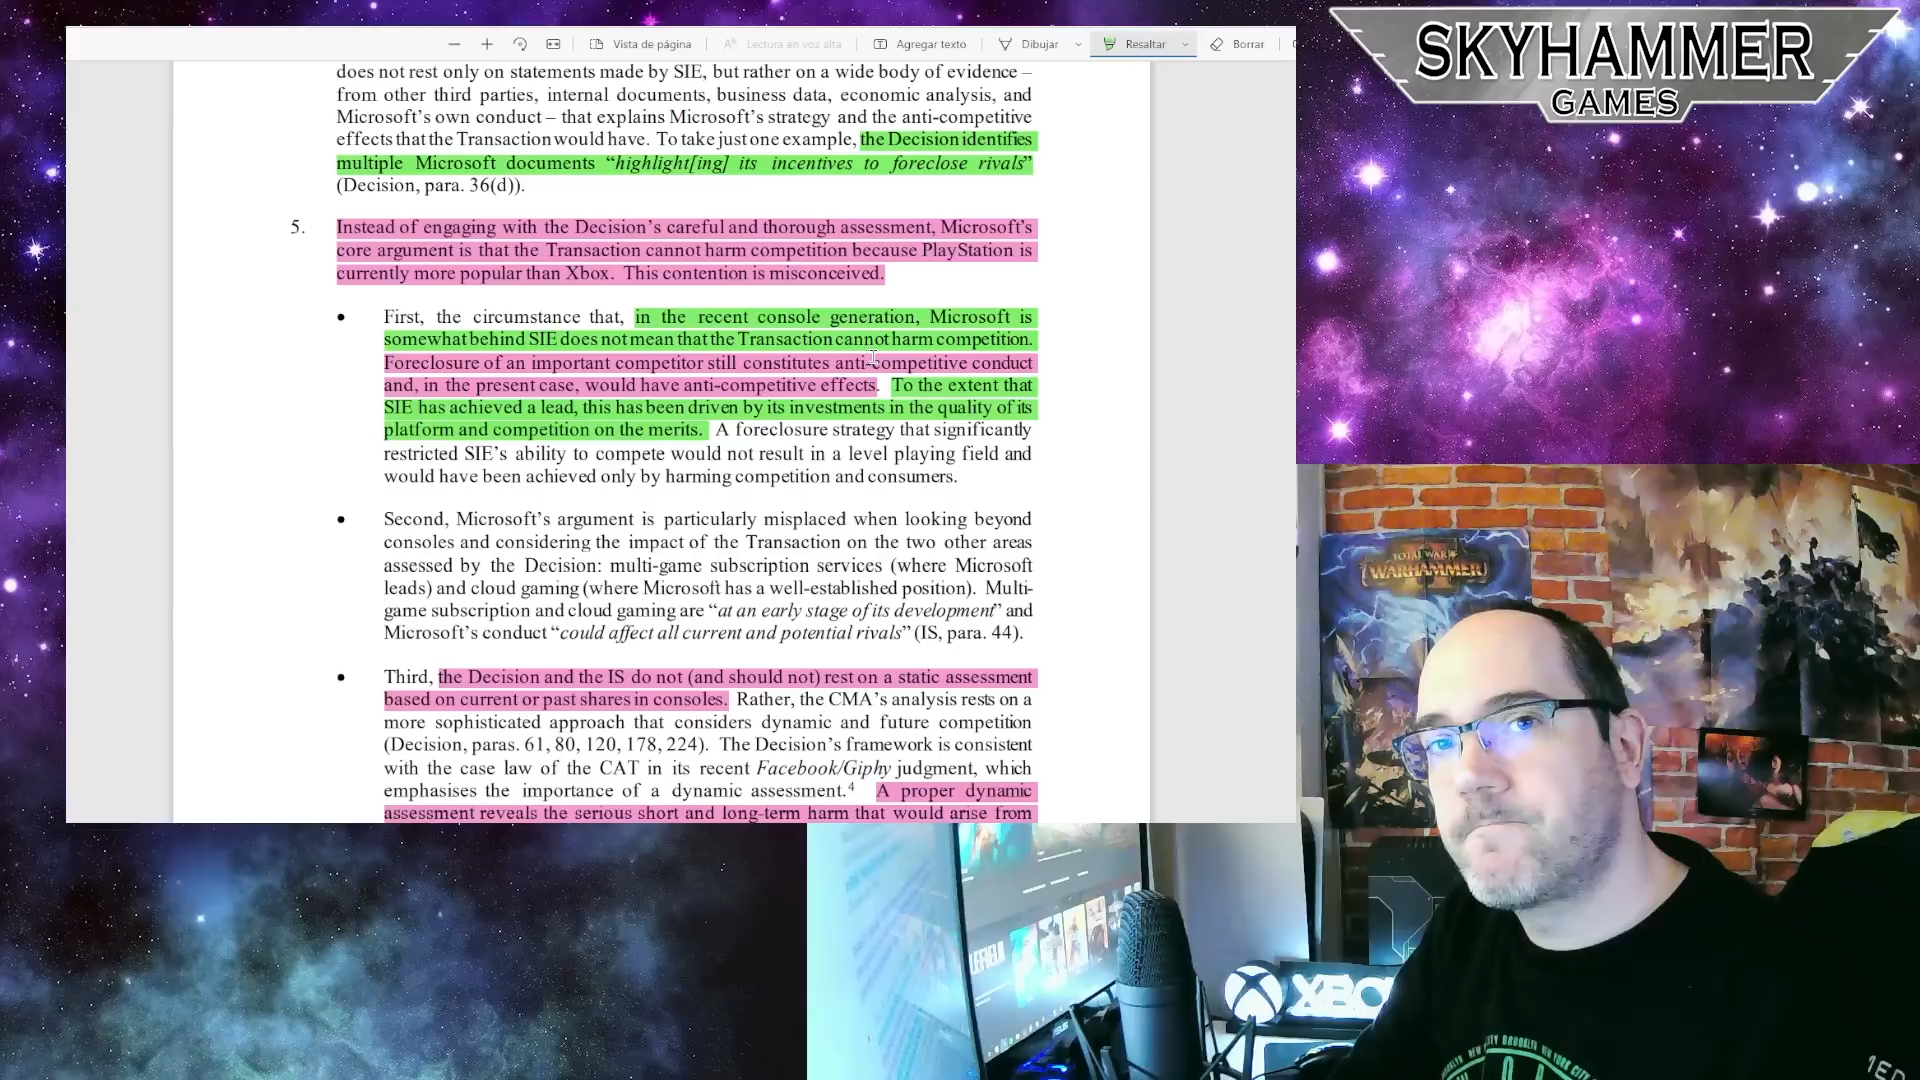 Vista de página
Lectura en voz alta
Agregar texto
Dibujar
Resaltar
Borrar
SKYHAMMER
GAMES
does not rest only on statements made by SIE, but rather on a wide body of evidence –
from other third parties, internal documents, business data, economic analysis, and
Microsoft’s own conduct – that explains Microsoft’s strategy and the anti-competitive
effects that the Transaction would have. To take just one example, the Decision identifies
multiple Microsoft documents “highlight[ing] its incentives to foreclose rivals”
(Decision, para. 36(d)).
5. Instead of engaging with the Decision’s careful and thorough assessment, Microsoft’s
core argument is that the Transaction cannot harm competition because PlayStation is
currently more popular than Xbox. This contention is misconceived.
• First, the circumstance that, in the recent console generation, Microsoft is
somewhat behind SIE does not mean that the Transaction cannot harm competition.
Foreclosure of an important competitor still constitutes anti-competitive conduct
and, in the present case, would have anti-competitive effects. To the extent that
SIE has achieved a lead, this has been driven by its investments in the quality of its
platform and competition on the merits. A foreclosure strategy that significantly
restricted SIE’s ability to compete would not result in a level playing field and
would have been achieved only by harming competition and consumers.
• Second, Microsoft’s argument is particularly misplaced when looking beyond
consoles and considering the impact of the Transaction on the two other areas
assessed by the Decision: multi-game subscription services (where Microsoft
leads) and cloud gaming (where Microsoft has a well-established position). Multi-
game subscription and cloud gaming are “at an early stage of its development” and
Microsoft’s conduct “could affect all current and potential rivals” (IS, para. 44).
• Third, the Decision and the IS do not (and should not) rest on a static assessment
based on current or past shares in consoles. Rather, the CMA’s analysis rests on a
more sophisticated approach that considers dynamic and future competition
(Decision, paras. 61, 80, 120, 178, 224). The Decision’s framework is consistent
with the case law of the CAT in its recent Facebook/Giphy judgment, which
emphasises the importance of a dynamic assessment.4 A proper dynamic
assessment reveals the serious short and long-term harm that would arise from
TOTAL WAR
WARHAMMER
XBO
BROOKLYN